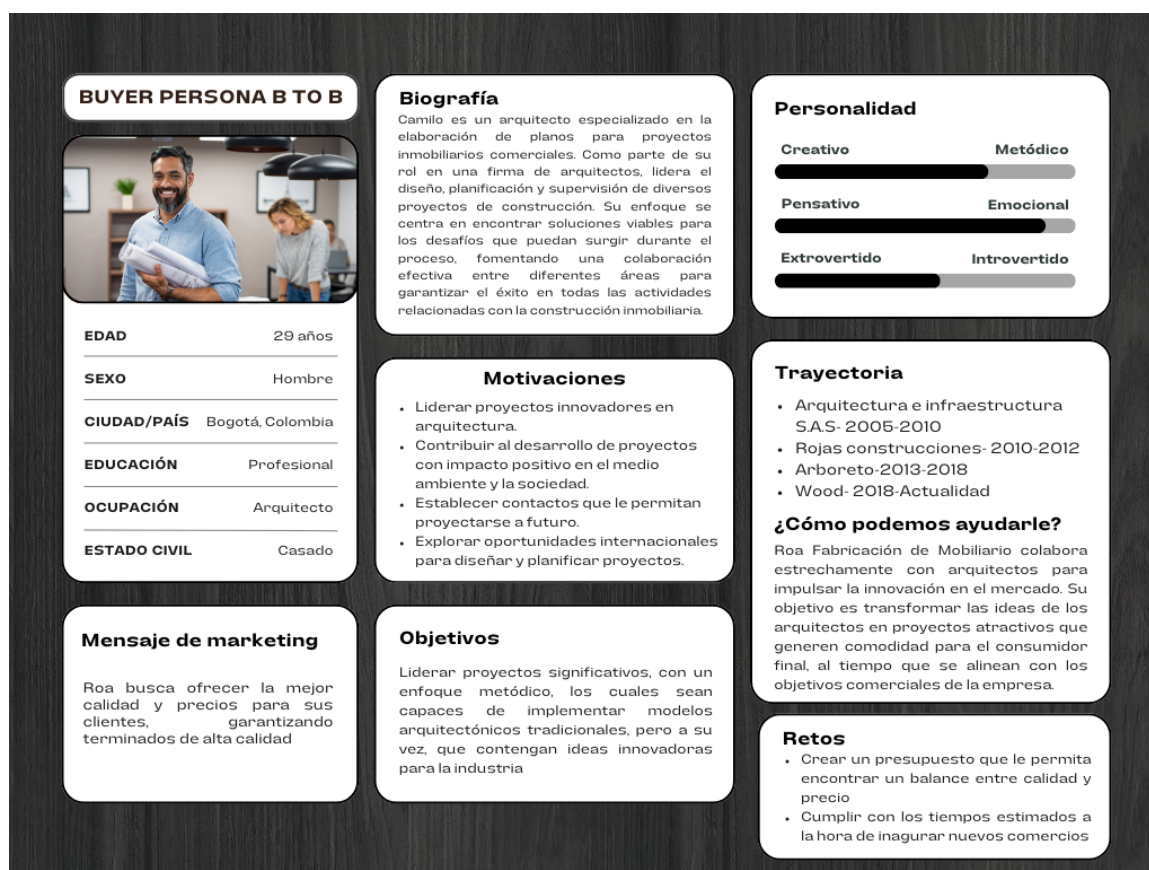 BUYER PERSONA B TO B
EDAD 29 años
SEXO Hombre
CIUDAD/PAÍS Bogotá, Colombia
EDUCACIÓN Profesional
OCUPACIÓN Arquitecto
ESTADO CIVIL Casado
Mensaje de marketing
Roa busca ofrecer la mejor
calidad y precios para sus
clientes, garantizando
terminados de alta calidad
Biografía
Camilo es un arquitecto especializado en la
elaboración de planos para proyectos
inmobiliarios comerciales. Como parte de su
rol en una firma de arquitectos, lidera el
diseño, planificación y supervisión de diversos
proyectos de construcción. Su enfoque se
centra en encontrar soluciones viables para
los desafíos que puedan surgir durante el
proceso, fomentando una colaboración
efectiva entre diferentes áreas para
garantizar el éxito en todas las actividades
relacionadas con la construcción inmobiliaria.
Motivaciones
• Liderar proyectos innovadores en
arquitectura.
• Contribuir al desarrollo de proyectos
con impacto positivo en el medio
ambiente y la sociedad.
• Establecer contactos que le permitan
proyectarse a futuro.
• Explorar oportunidades internacionales
para diseñar y planificar proyectos.
Objetivos
Liderar proyectos significativos, con un
enfoque metódico, los cuales sean
capaces de implementar modelos
arquitectónicos tradicionales, pero a su
vez, que contengan ideas innovadoras
para la industria
Personalidad
Creativo Metódico
Pensativo Emocional
Extrovertido Introvertido
Trayectoria
• Arquitectura e infraestructura
S.A.S- 2005-2010
• Rojas construcciones- 2010-2012
• Arboreto-2013-2018
• Wood- 2018-Actualidad
¿Cómo podemos ayudarle?
Roa Fabricación de Mobiliario colabora
estrechamente con arquitectos para
impulsar la innovación en el mercado. Su
objetivo es transformar las ideas de los
arquitectos en proyectos atractivos que
generen comodidad para el consumidor
final, al tiempo que se alinean con los
objetivos comerciales de la empresa.
Retos
• Crear un presupuesto que le permita
encontrar un balance entre calidad y
precio
• Cumplir con los tiempos estimados a
la hora de inagurar nuevos comercios